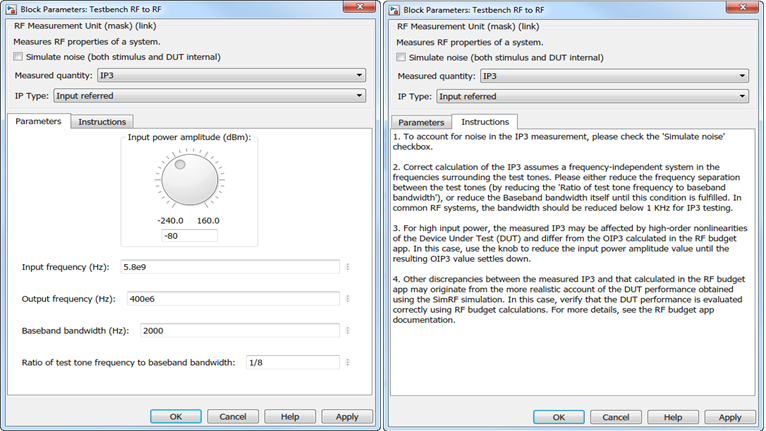 Block Parameters: Testbench RF to RF
RF Measurement Unit (mask) (link)
Measures RF properties of a system.
Simulate noise (both stimulus and DUT internal)
Measured quantity: IP3
IP Type: Input referred
Parameters Instructions
Input power amplitude (dBm):
-240.0 160.0
-80
Input frequency (Hz): 5.8e9
Output frequency (Hz): 400e6
Baseband bandwidth (Hz): 2000
Ratio of test tone frequency to baseband bandwidth: 1/8
OK Cancel Help Apply
Block Parameters: Testbench RF to RF
RF Measurement Unit (mask) (link)
Measures RF properties of a system.
Simulate noise (both stimulus and DUT internal)
Measured quantity: IP3
IP Type: Input referred
Parameters Instructions
1. To account for noise in the IP3 measurement, please check the 'Simulate noise'
checkbox.
2. Correct calculation of the IP3 assumes a frequency-independent system in the
frequencies surrounding the test tones. Please either reduce the frequency separation
between the test tones (by reducing the 'Ratio of test tone frequency to baseband
bandwidth'), or reduce the Baseband bandwidth itself until this condition is fulfilled. In
common RF systems, the bandwidth should be reduced below 1 KHz for IP3 testing.
3. For high input power, the measured IP3 may be affected by high-order nonlinearities
of the Device Under Test (DUT) and differ from the OIP3 calculated in the RF budget
app. In this case, use the knob to reduce the input power amplitude value until the
resulting OIP3 value settles down.
4. Other discrepancies between the measured IP3 and that calculated in the RF budget
app may originate from the more realistic account of the DUT performance obtained
using the SimRF simulation. In this case, verify that the DUT performance is evaluated
correctly using RF budget calculations. For more details, see the RF budget app
documentation.
OK Cancel Help Apply